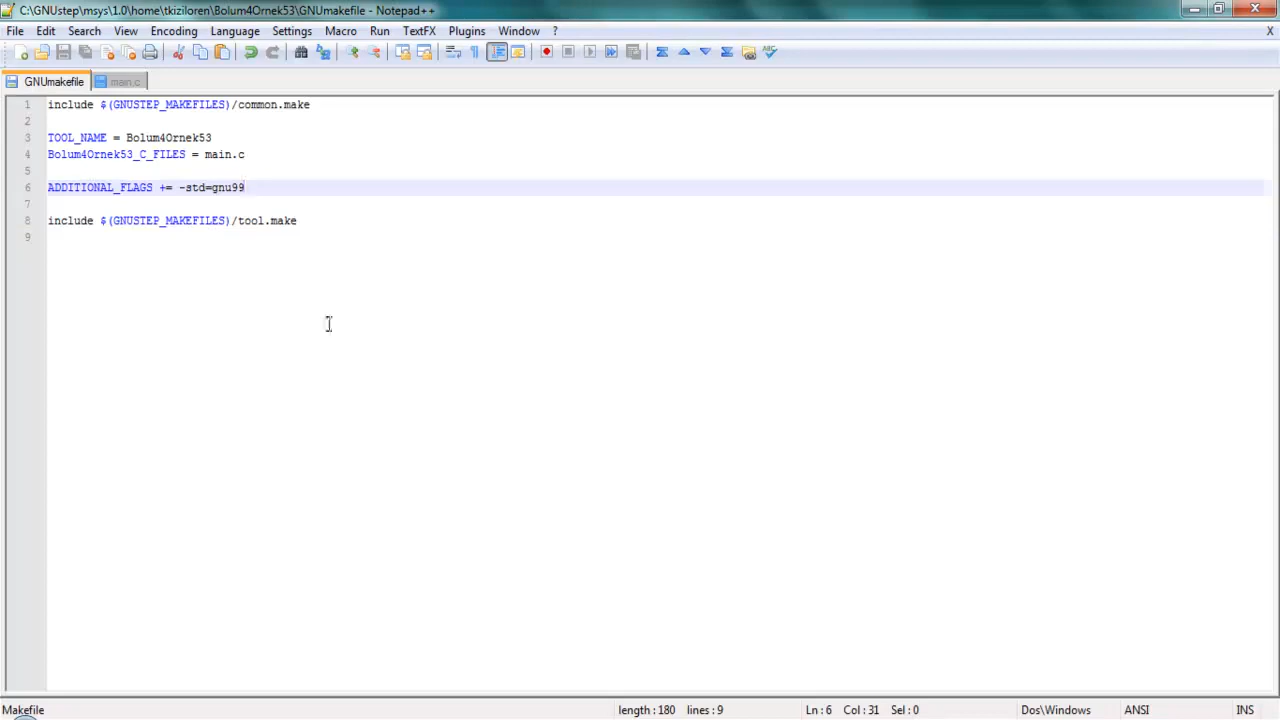 C:\GNUstep\msys\1.0\home\tkiziloren\Bolum4Ornek53\GNUmakefile - Notepad++
File Edit Search View Encoding Language Settings Macro Run TextFX Plugins Window ? X
GNUmakefile main.c
1 include $(GNUSTEP_MAKEFILES)/common.make
2
3 TOOL_NAME = Bolum4Ornek53
4 Bolum4Ornek53_C_FILES = main.c
5
6 ADDITIONAL_FLAGS += -std=gnu99
7
8 include $(GNUSTEP_MAKEFILES)/tool.make
9
Makefile length : 180 lines : 9 Ln : 6 Col : 31 Sel : 0 Dos\Windows ANSI INS